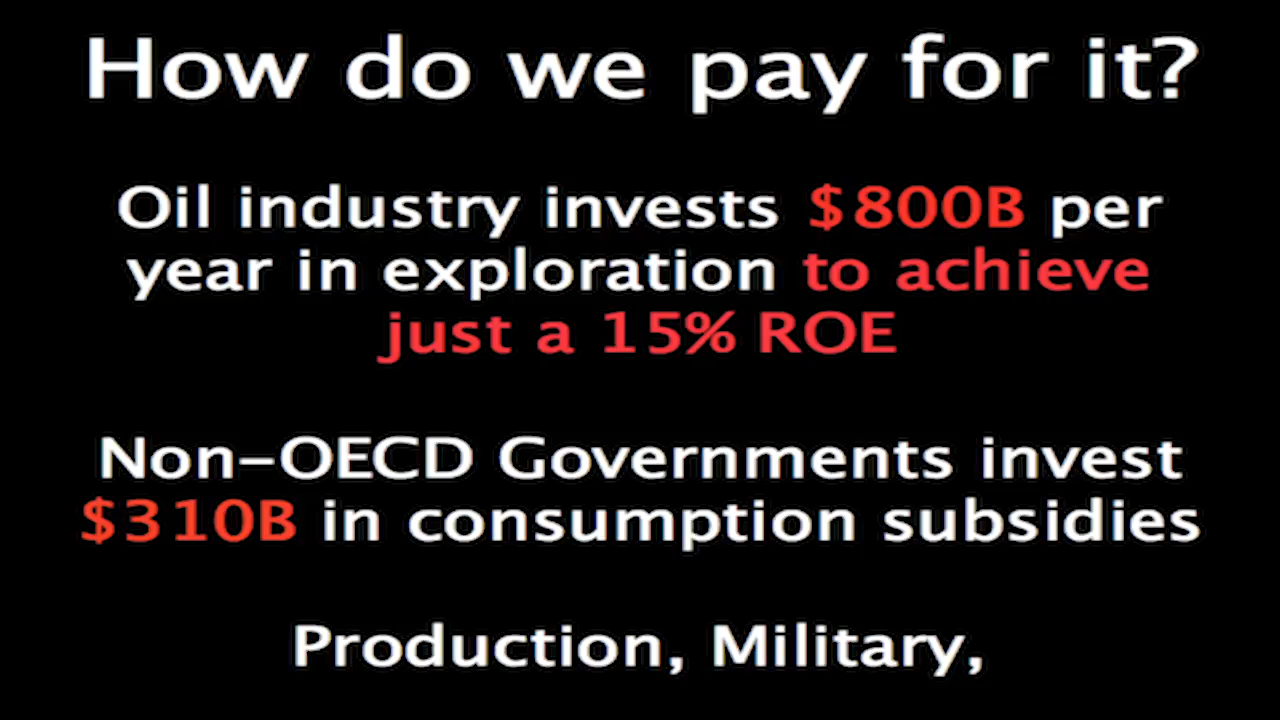 How do we pay for it?
Oil industry invests $800B per
year in exploration to achieve
just a 15% ROE
Non-OECD Governments invest
$310B in consumption subsidies
Production, Military,